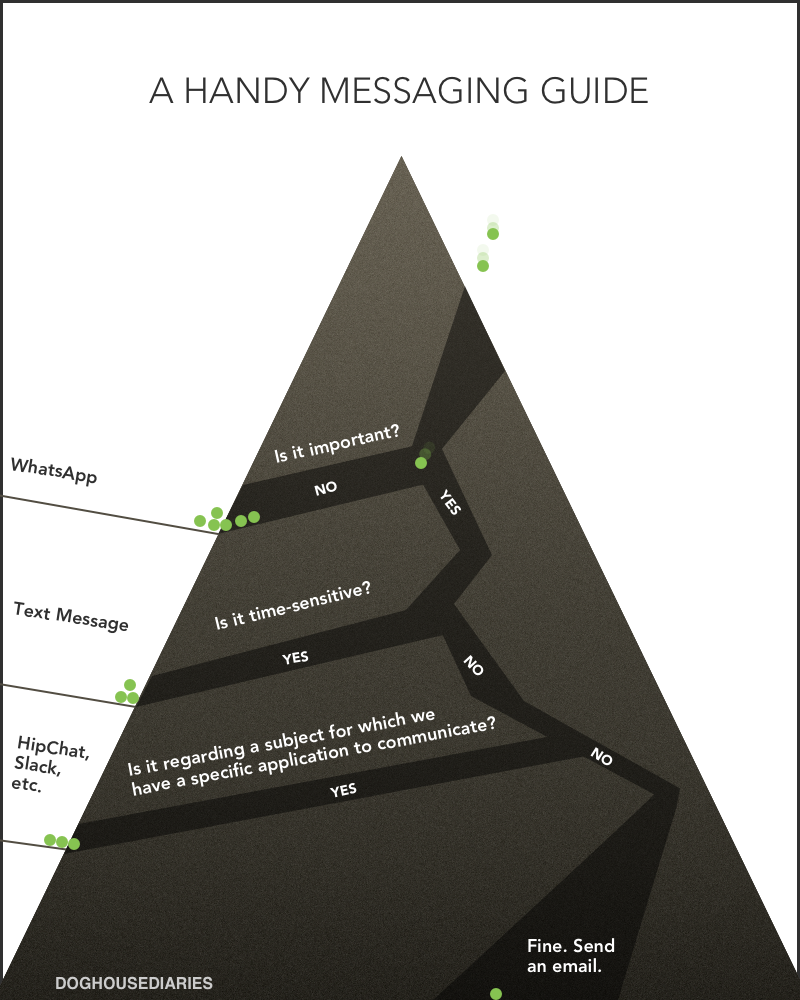 A HANDY MESSAGING GUIDE
Is it important?
NO
YES
WhatsApp
Is it time-sensitive?
YES
NO
Text Message
Is it regarding a subject for which we
have a specific application to communicate?
YES
NO
HipChat,
Slack,
etc.
Fine. Send
an email.
DOGHOUSEDIARIES